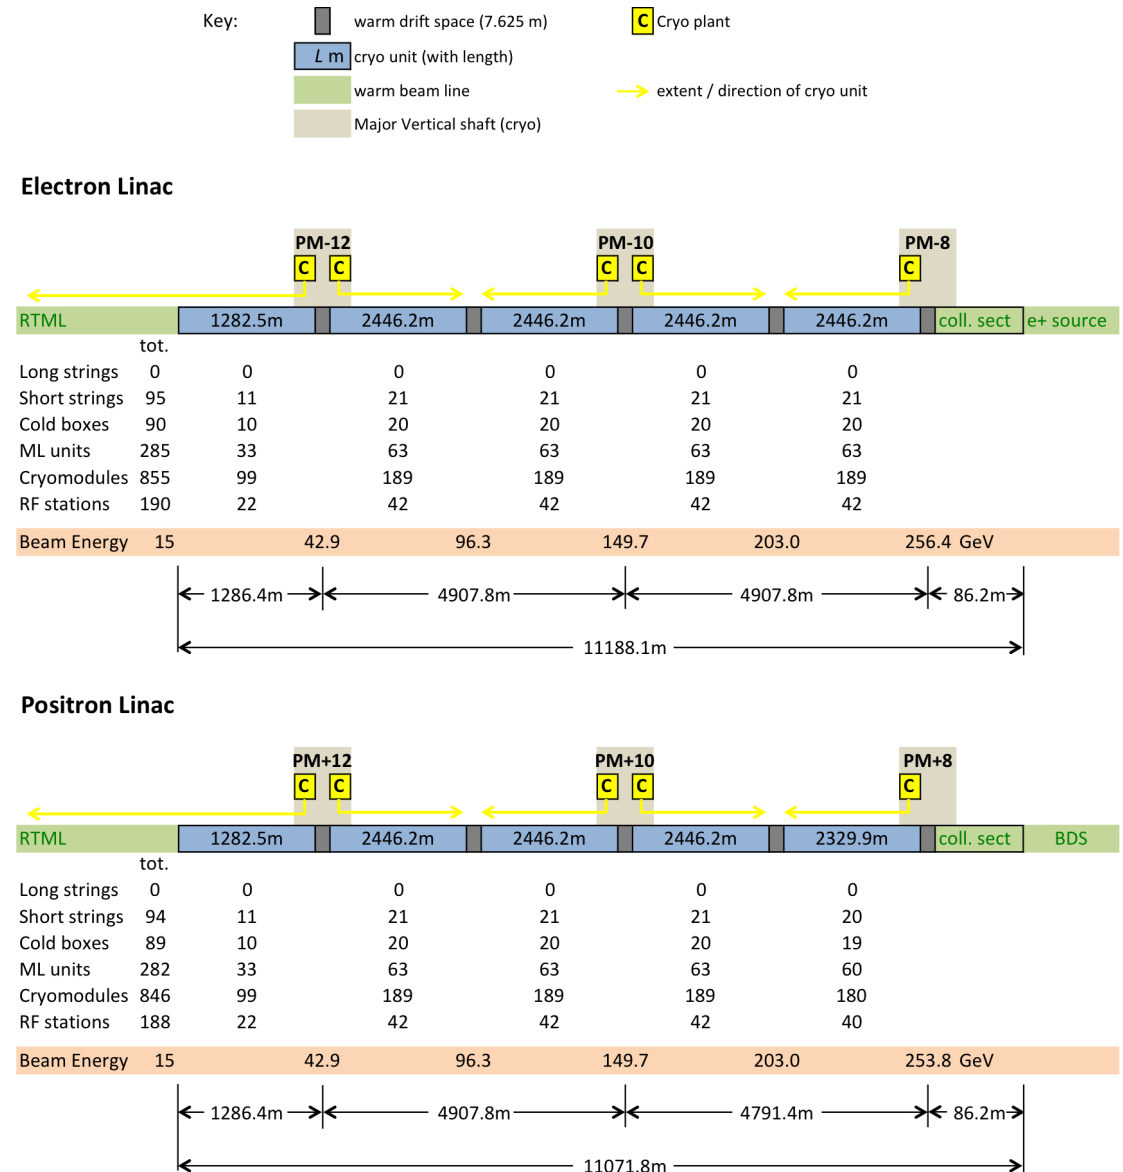 Key: warm drift space (7.625 m) C Cryo plant
L m cryo unit (with length)
warm beam line extent / direction of cryo unit
Major Vertical shaft (cryo)
Electron Linac
PM-12 PM-10 PM-8
C C C C C
RTML 1282.5m 2446.2m 2446.2m 2446.2m 2446.2m coll. sect e+ source
tot.
Long strings 0 0 0 0 0 0
Short strings 95 11 21 21 21 21
Cold boxes 90 10 20 20 20 20
ML units 285 33 63 63 63 63
Cryomodules 855 99 189 189 189 189
RF stations 190 22 42 42 42 42
Beam Energy 15 42.9 96.3 149.7 203.0 256.4 GeV
1286.4m 4907.8m 4907.8m 86.2m
11188.1m
Positron Linac
PM+12 PM+10 PM+8
C C C C C
RTML 1282.5m 2446.2m 2446.2m 2446.2m 2329.9m coll. sect BDS
tot.
Long strings 0 0 0 0 0 0
Short strings 94 11 21 21 21 20
Cold boxes 89 10 20 20 20 19
ML units 282 33 63 63 63 60
Cryomodules 846 99 189 189 189 180
RF stations 188 22 42 42 42 40
Beam Energy 15 42.9 96.3 149.7 203.0 253.8 GeV
1286.4m 4907.8m 4791.4m 86.2m
11071.8m